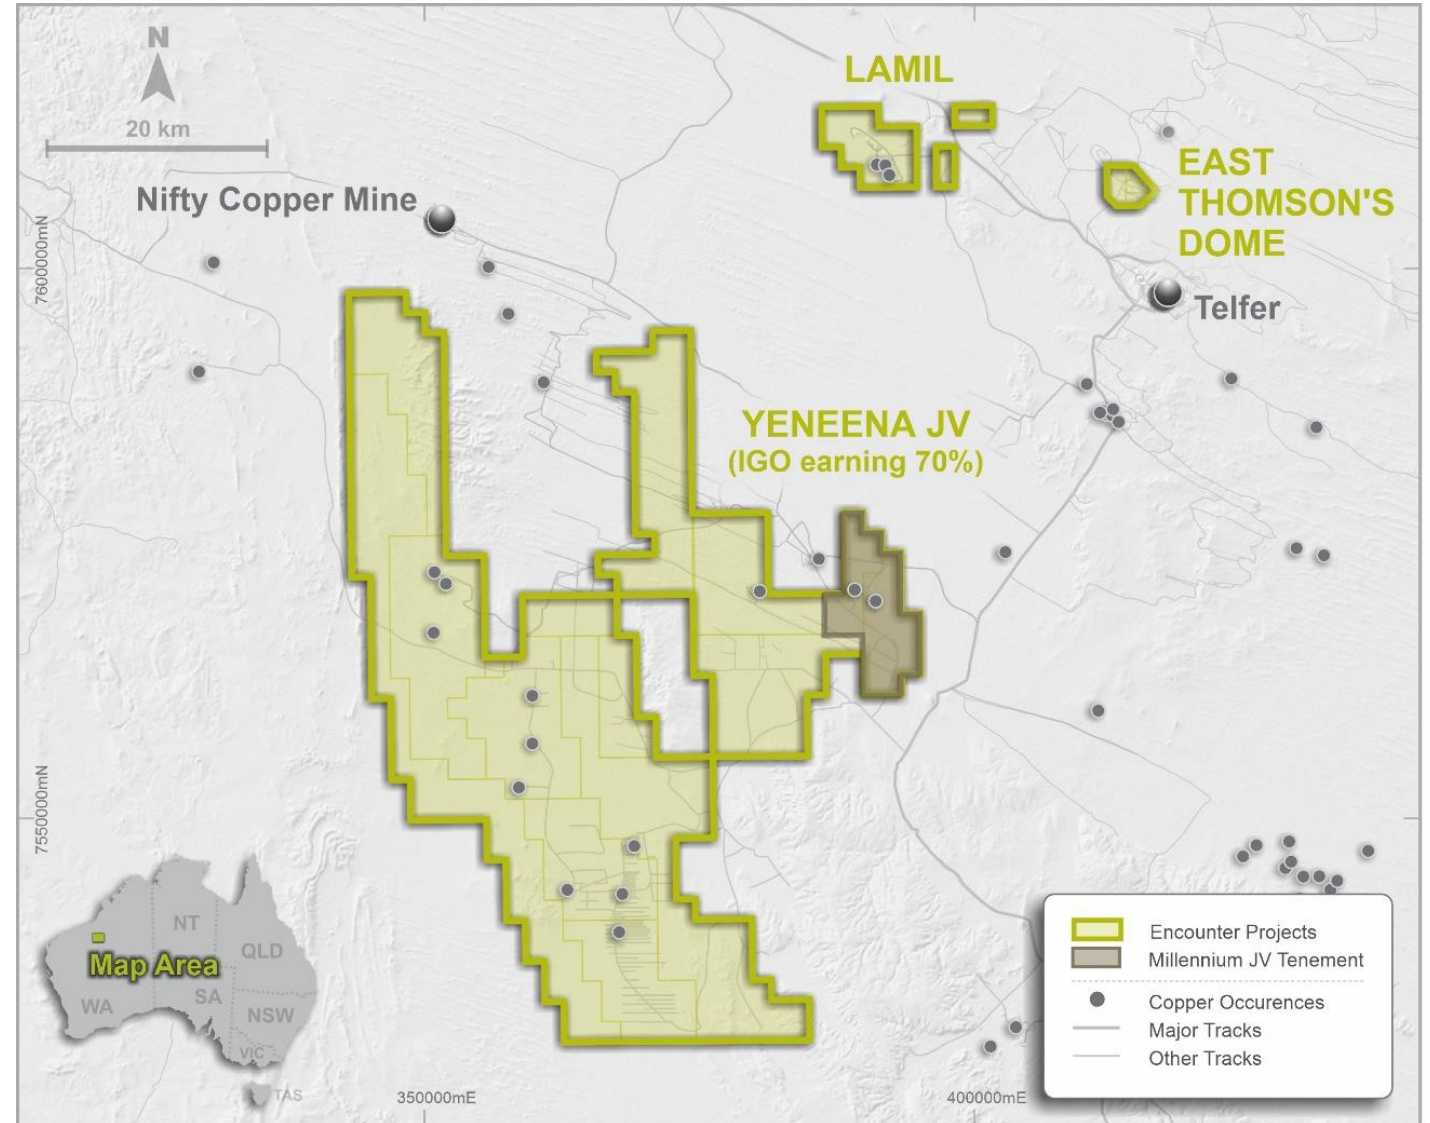 N
20 km
LAMIL
EAST
THOMSON'S
DOME
Nifty Copper Mine
Telfer
7600000mN
YENEENA JV
(IGO earning 70%)
7550000mN
NT
QLD
Map Area
WA
SA
NSW
VIC
TAS
Encounter Projects
Millennium JV Tenement
Copper Occurences
Major Tracks
Other Tracks
350000mE
400000mE